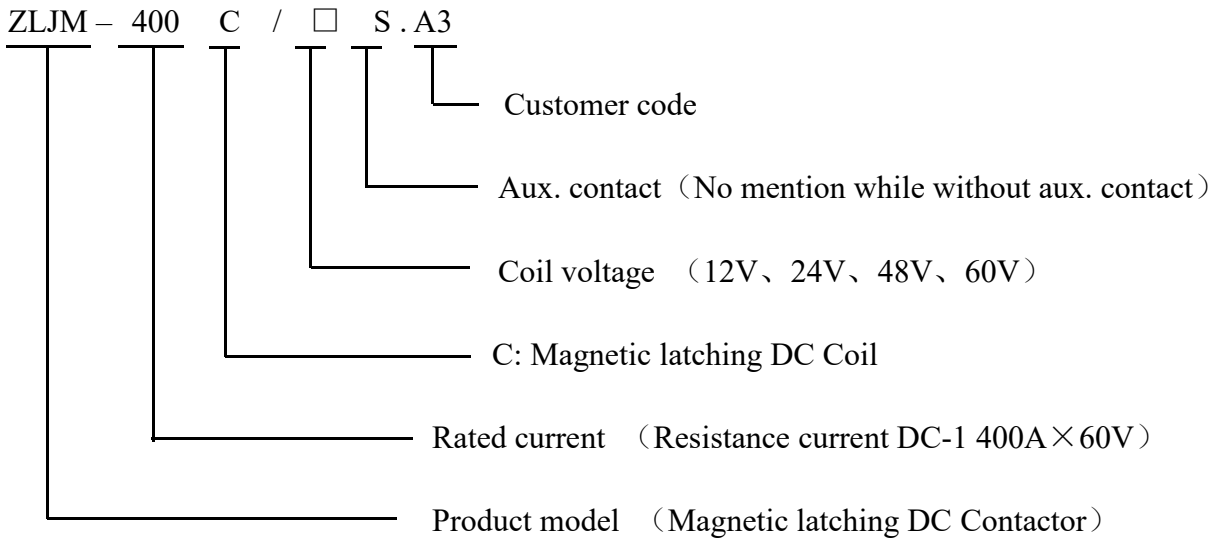 ZLJM – 400 C / □ S . A3
Customer code
Aux. contact（No mention while without aux. contact）
Coil voltage （12V、24V、48V、60V）
C: Magnetic latching DC Coil
Rated current （Resistance current DC-1 400A×60V）
Product model （Magnetic latching DC Contactor）